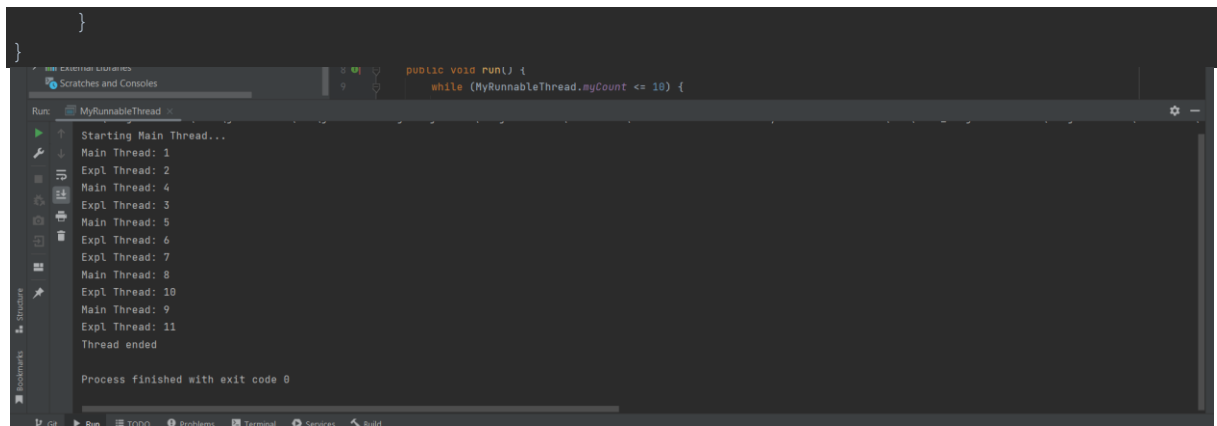 }
}
External Libraries
Scratches and Consoles
8 public void run() {
9 while (MyRunnableThread.myCount <= 10) {
Run: MyRunnableThread ×
Starting Main Thread...
Main Thread: 1
Expl Thread: 2
Main Thread: 4
Expl Thread: 3
Main Thread: 5
Expl Thread: 6
Expl Thread: 7
Main Thread: 8
Expl Thread: 10
Main Thread: 9
Expl Thread: 11
Thread ended
Process finished with exit code 0
Structure
Bookmarks
Git Run TODO Problems Terminal Services Build